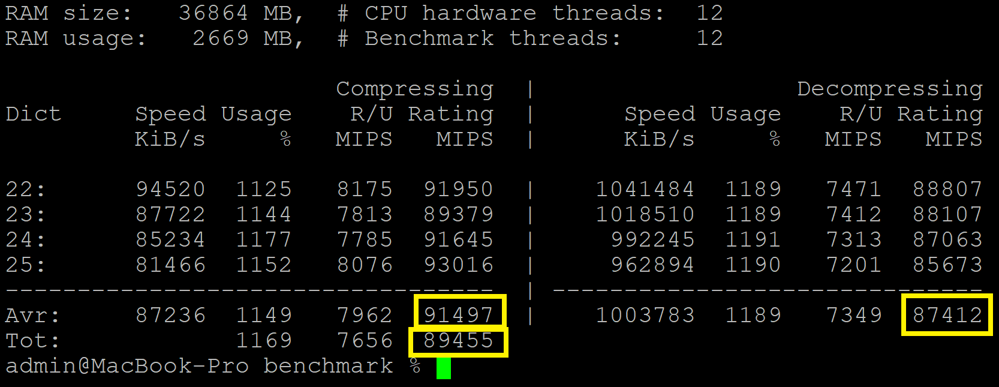 RAM size:   36864 MB,  # CPU hardware threads:  12
RAM usage:   2669 MB,  # Benchmark threads:     12
Compressing  |  Decompressing
Dict     Speed Usage    R/U Rating  |      Speed Usage    R/U Rating
         KiB/s     %   MIPS   MIPS  |      KiB/s     %   MIPS   MIPS
22:      94520  1125   8175  91950  |    1041484  1189   7471  88807
23:      87722  1144   7813  89379  |    1018510  1189   7412  88107
24:      85234  1177   7785  91645  |     992245  1191   7313  87063
25:      81466  1152   8076  93016  |     962894  1190   7201  85673
----------------------------------  | ------------------------------
Avr:     87236  1149   7962  91497  |    1003783  1189   7349  87412
Tot:            1169   7656  89455
admin@MacBook-Pro benchmark %